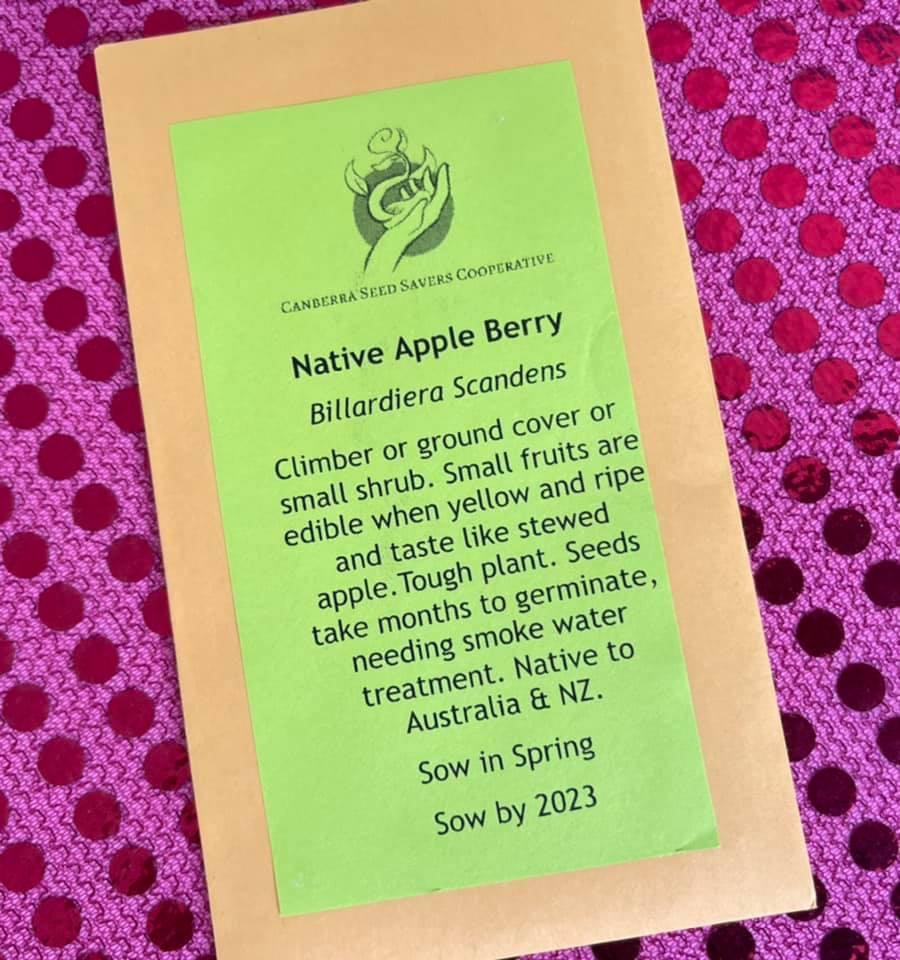 CANBERRA SEED SAVERS COOPERATIVE
Native Apple Berry
Billardiera Scandens
Climber or ground cover or
small shrub. Small fruits are
edible when yellow and ripe
and taste like stewed
apple.Tough plant. Seeds
take months to germinate,
needing smoke water
treatment. Native to
Australia & NZ.
Sow in Spring
Sow by 2023